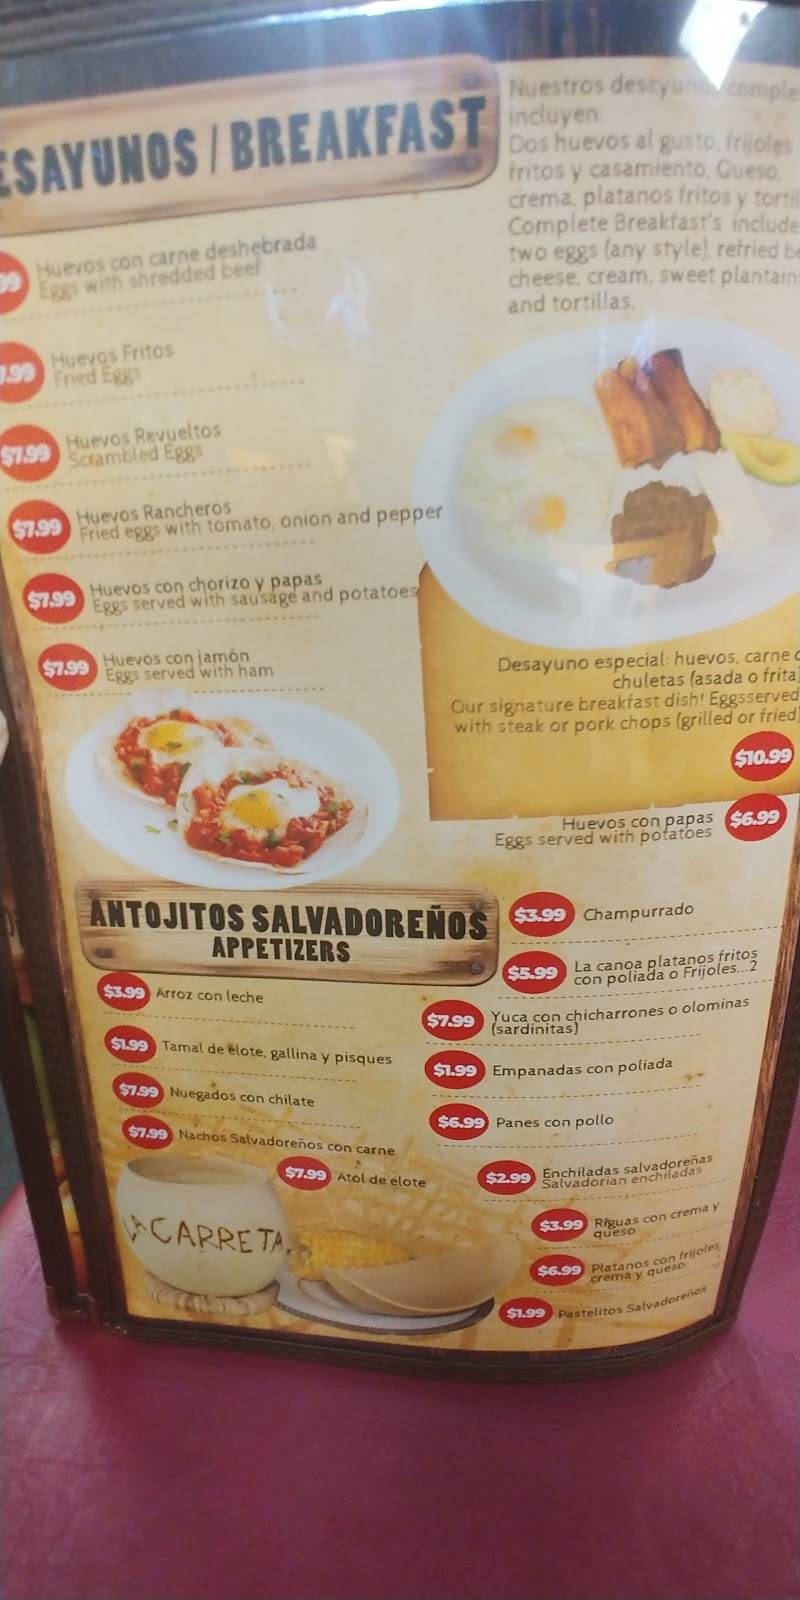 ESAYUNOS / BREAKFAST
Nuestros desayunos comple
incluyen:
Dos huevos al gusto, frijoles
fritos y casamiento, Queso,
crema, platanos fritos y tortil
Complete Breakfast's include
two eggs (any style), refried be
cheese, cream, sweet plantain
and tortillas.
99 Huevos con carne deshebrada
Eggs with shredded beef
7.99 Huevos Fritos
Fried Eggs
$7.99 Huevos Revueltos
Scrambled Eggs
$7.99 Huevos Rancheros
Fried eggs with tomato, onion and pepper
$7.99 Huevos con chorizo y papas
Eggs served with sausage and potatoes
$7.99 Huevos con jamón
Eggs served with ham
Desayuno especial: huevos, carne o
chuletas (asada o frita)
Our signature breakfast dish! Eggsserved
with steak or pork chops (grilled or fried)
$10.99
Huevos con papas $6.99
Eggs served with potatoes
ANTOJITOS SALVADOREÑOS
APPETIZERS
$3.99 Arroz con leche
$1.99 Tamal de elote, gallina y pisques
$7.99 Nuegados con chilate
$7.99 Nachos Salvadoreños con carne
$7.99 Atol de elote
$3.99 Champurrado
$5.99 La canoa platanos fritos
con poliada o Frijoles...2
$7.99 Yuca con chicharrones o olominas
(sardinitas)
$1.99 Empanadas con poliada
$6.99 Panes con pollo
$2.99 Enchiladas salvadoreñas
Salvadorian enchiladas
$3.99 Riguas con crema y
queso
$6.99 Platanos con frijoles,
crema y queso.
$1.99 Pastelitos Salvadoreños
LA CARRETA